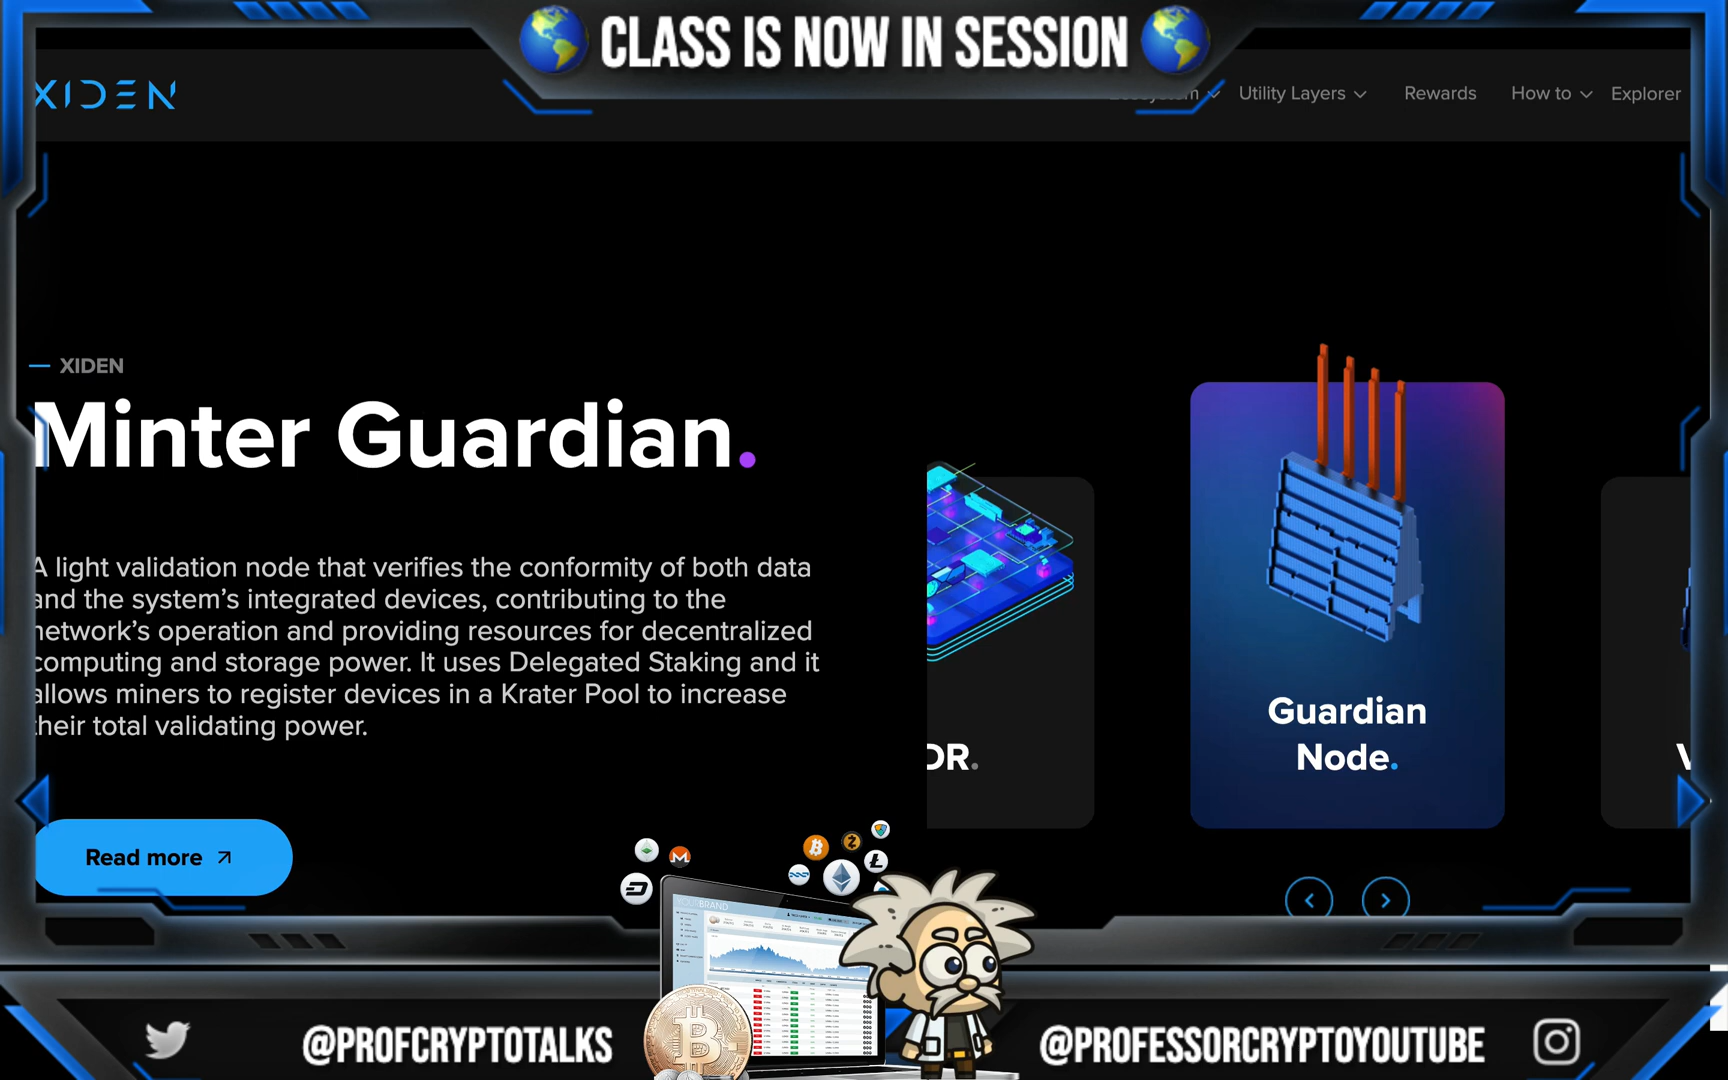 CLASS IS NOW IN SESSION
XIDEN
Ecosystem
Utility Layers
Rewards
How to
Explorer
XIDEN
Minter Guardian.
A light validation node that verifies the conformity of both data
and the system's integrated devices, contributing to the
network's operation and providing resources for decentralized
computing and storage power. It uses Delegated Staking and it
allows miners to register devices in a Krater Pool to increase
their total validating power.
Read more
DR.
Guardian
Node.
V
YOURBRAND
@PROFCRYPTOTALKS
@PROFESSORCRYPTOYOUTUBE